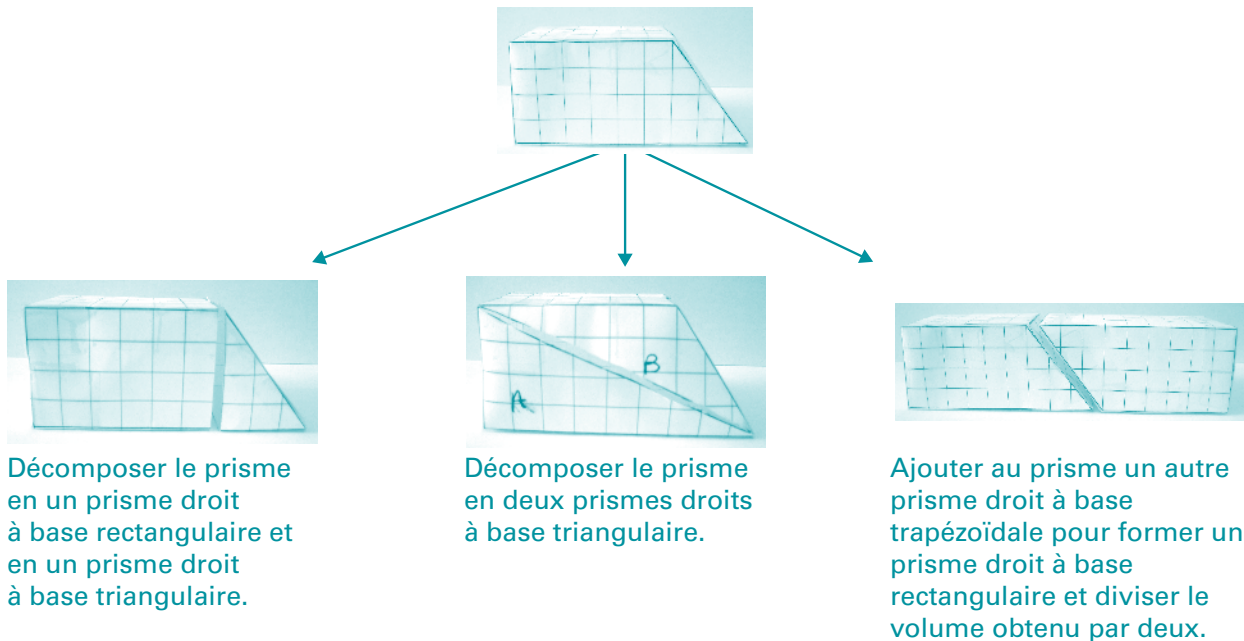 A
B
Décomposer le prisme
en un prisme droit
à base rectangulaire et
en un prisme droit
à base triangulaire.
Décomposer le prisme
en deux prismes droits
à base triangulaire.
Ajouter au prisme un autre
prisme droit à base
trapézoïdale pour former un
prisme droit à base
rectangulaire et diviser le
volume obtenu par deux.